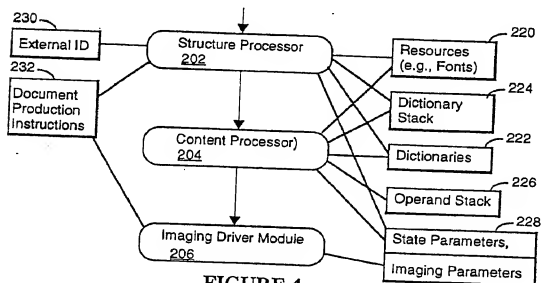 230
External ID
232
Document
Production
Instructions
Structure Processor
202
Content Processor)
204
Imaging Driver Module
206
220
Resources
(e.g., Fonts)
224
Dictionary
Stack
222
Dictionaries
226
Operand Stack
228
State Parameters,
Imaging Parameters